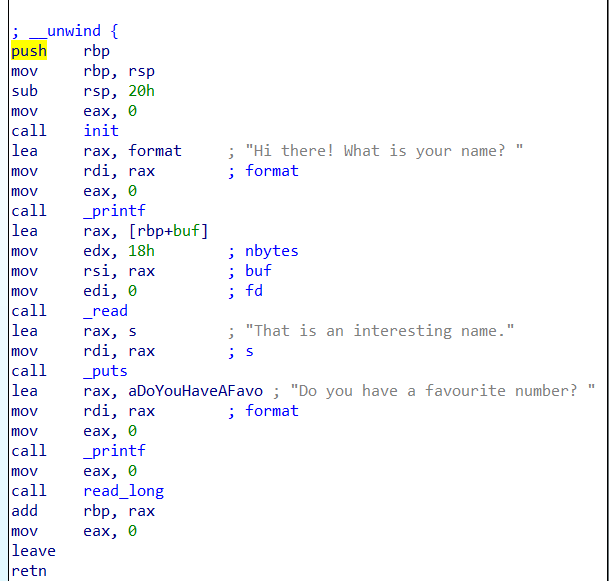 ; __unwind {
push rbp
mov rbp, rsp
sub rsp, 20h
mov eax, 0
call init
lea rax, format ; "Hi there! What is your name? "
mov rdi, rax ; format
mov eax, 0
call _printf
lea rax, [rbp+buf]
mov edx, 18h ; nbytes
mov rsi, rax ; buf
mov edi, 0 ; fd
call _read
lea rax, s ; "That is an interesting name."
mov rdi, rax ; s
call _puts
lea rax, aDoYouHaveAFavo ; "Do you have a favourite number? "
mov rdi, rax ; format
mov eax, 0
call _printf
mov eax, 0
call read_long
add rbp, rax
mov eax, 0
leave
retn